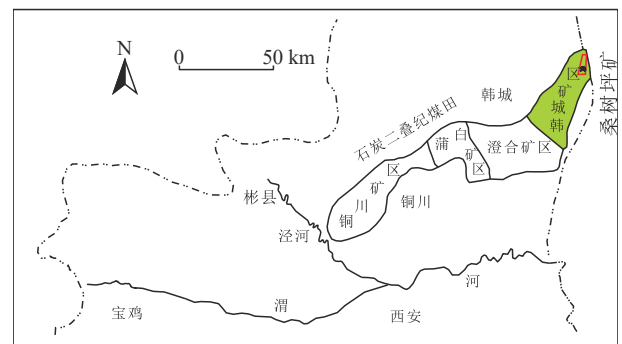 N
0 50 km
桑树坪矿
韩城矿区
韩城
石炭二叠纪煤田
蒲白矿区
澄合矿区
铜川矿区
铜川
彬县
泾河
渭河
宝鸡
西安